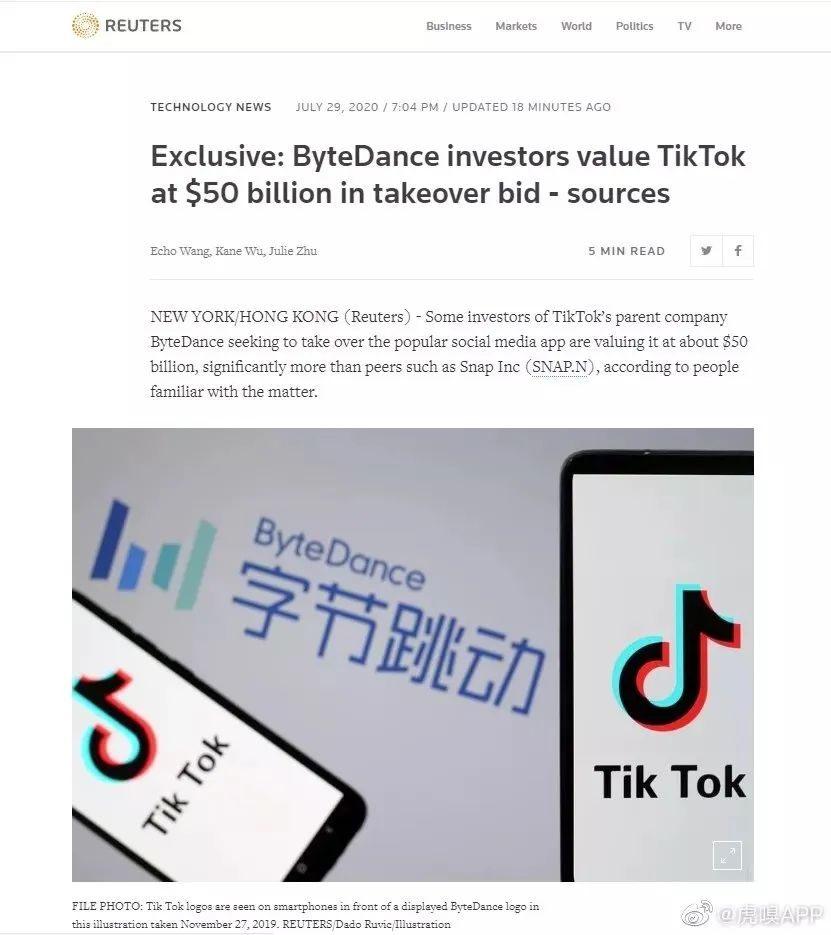 REUTERS
Business Markets World Politics TV More
TECHNOLOGY NEWS JULY 29, 2020 / 7:04 PM / UPDATED 18 MINUTES AGO
Exclusive: ByteDance investors value TikTok
at $50 billion in takeover bid - sources
Echo Wang, Kane Wu, Julie Zhu
5 MIN READ
NEW YORK/HONG KONG (Reuters) - Some investors of TikTok’s parent company
ByteDance seeking to take over the popular social media app are valuing it at about $50
billion, significantly more than peers such as Snap Inc (SNAP.N), according to people
familiar with the matter.
ByteDance
字节跳动
Tik Tok
Tik Tok
FILE PHOTO: Tik Tok logos are seen on smartphones in front of a displayed ByteDance logo in
this illustration taken November 27, 2019. REUTERS/Dado Ruvic/Illustration
@虎嗅APP